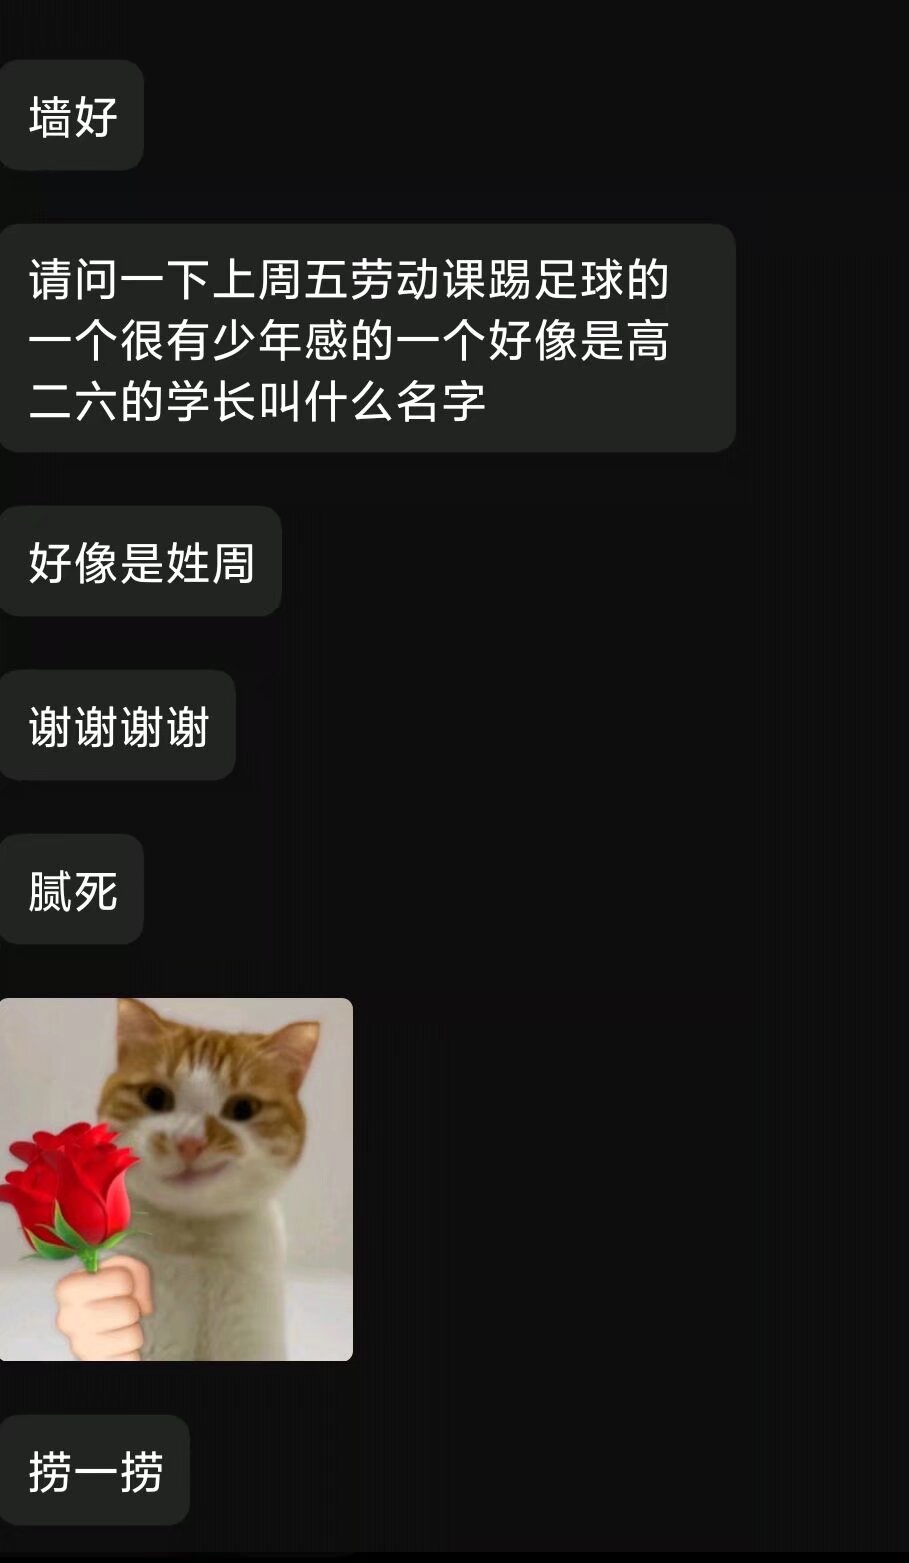 墙好
请问一下上周五劳动课踢足球的
一个很有少年感的一个好像是高
二六的学长叫什么名字
好像是姓周
谢谢谢谢
腻死
捞一捞